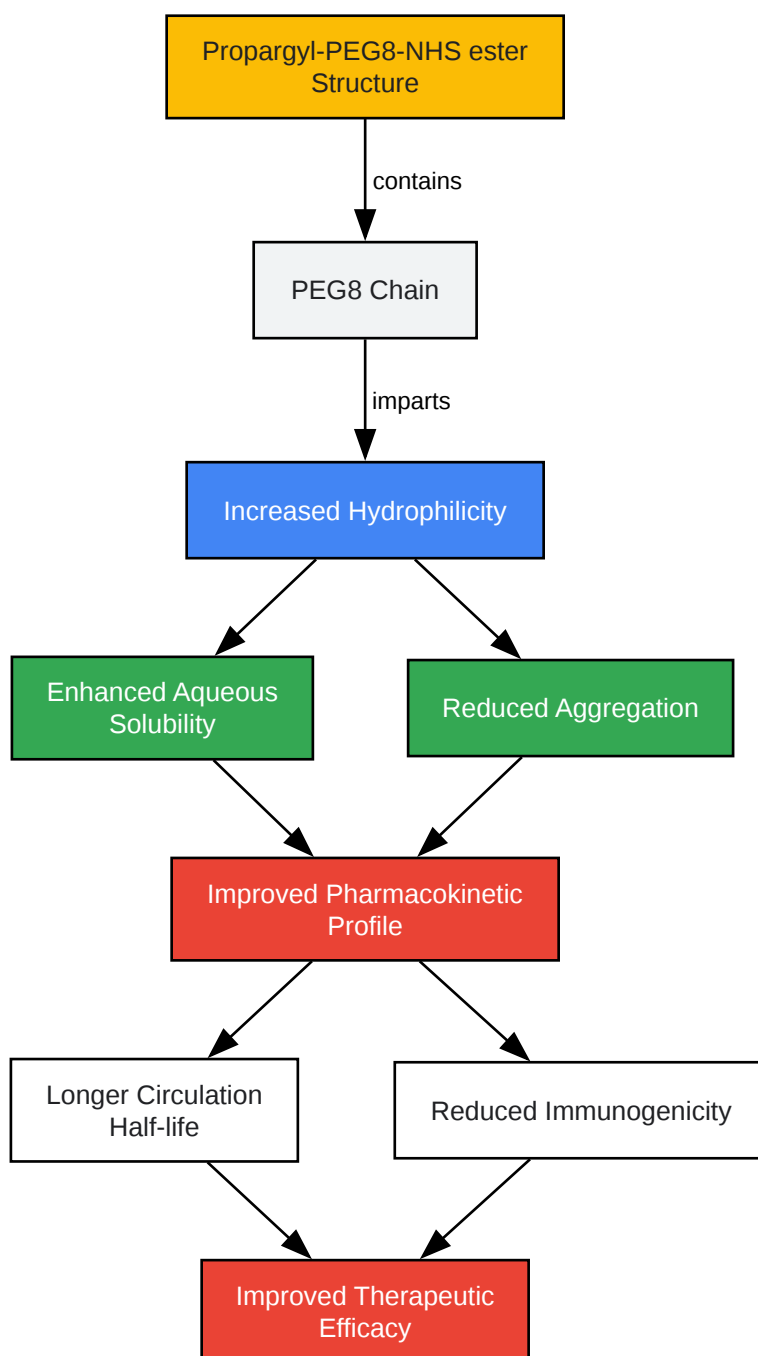 Propargyl-PEG8-NHS ester
Structure
contains
PEG8 Chain
imparts
Increased Hydrophilicity
Enhanced Aqueous
Solubility
Reduced Aggregation
Improved Pharmacokinetic
Profile
Longer Circulation
Half-life
Reduced Immunogenicity
Improved Therapeutic
Efficacy